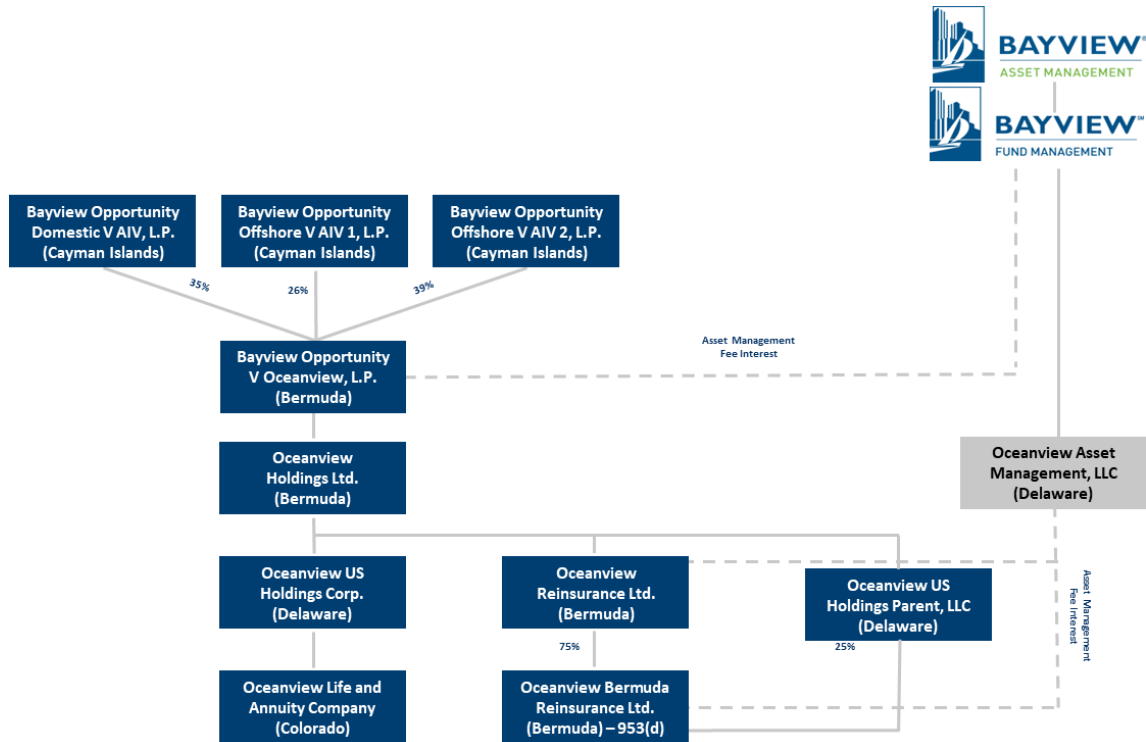 BAYVIEW®
ASSET MANAGEMENT
BAYVIEW℠
FUND MANAGEMENT
Bayview Opportunity
Domestic V AIV, L.P.
(Cayman Islands)
Bayview Opportunity
Offshore V AIV 1, L.P.
(Cayman Islands)
Bayview Opportunity
Offshore V AIV 2, L.P.
(Cayman Islands)
35%
26%
39%
Asset Management
Fee Interest
Bayview Opportunity
V Oceanview, L.P.
(Bermuda)
Oceanview
Holdings Ltd.
(Bermuda)
Oceanview Asset
Management, LLC
(Delaware)
Oceanview US
Holdings Corp.
(Delaware)
Oceanview
Reinsurance Ltd.
(Bermuda)
Oceanview US
Holdings Parent, LLC
(Delaware)
Asset Management
Fee Interest
75%
25%
Oceanview Life and
Annuity Company
(Colorado)
Oceanview Bermuda
Reinsurance Ltd.
(Bermuda) – 953(d)